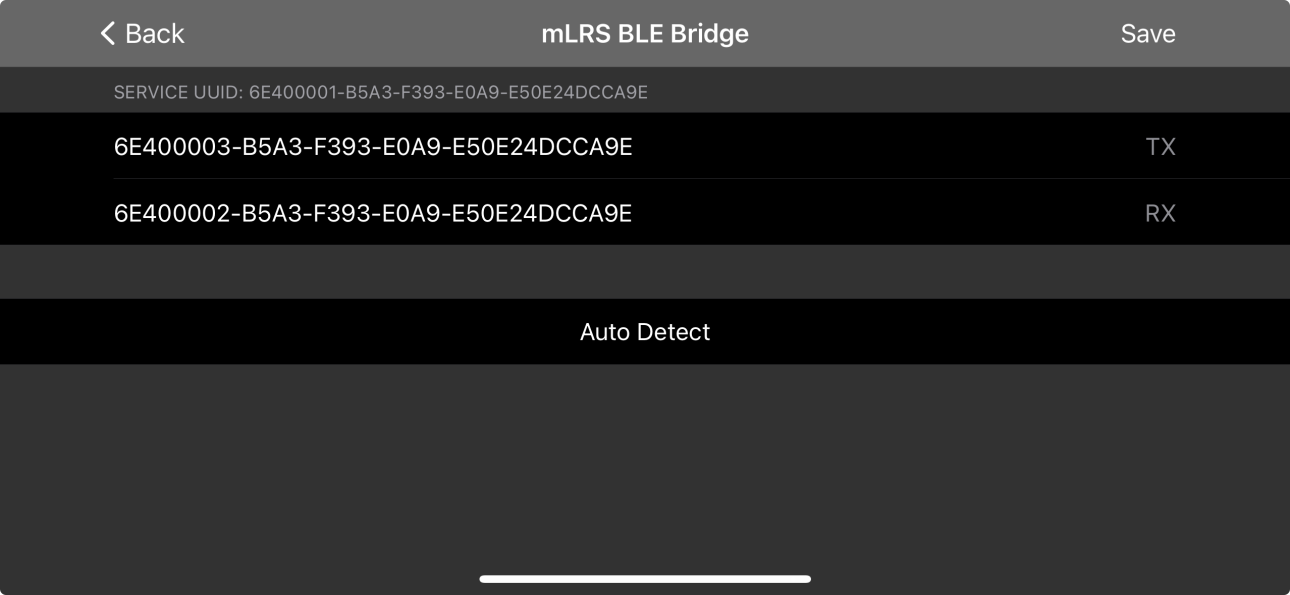 Back
mLRS BLE Bridge
Save
SERVICE UUID: 6E400001-B5A3-F393-E0A9-E50E24DCCA9E
6E400003-B5A3-F393-E0A9-E50E24DCCA9E
TX
6E400002-B5A3-F393-E0A9-E50E24DCCA9E
RX
Auto Detect